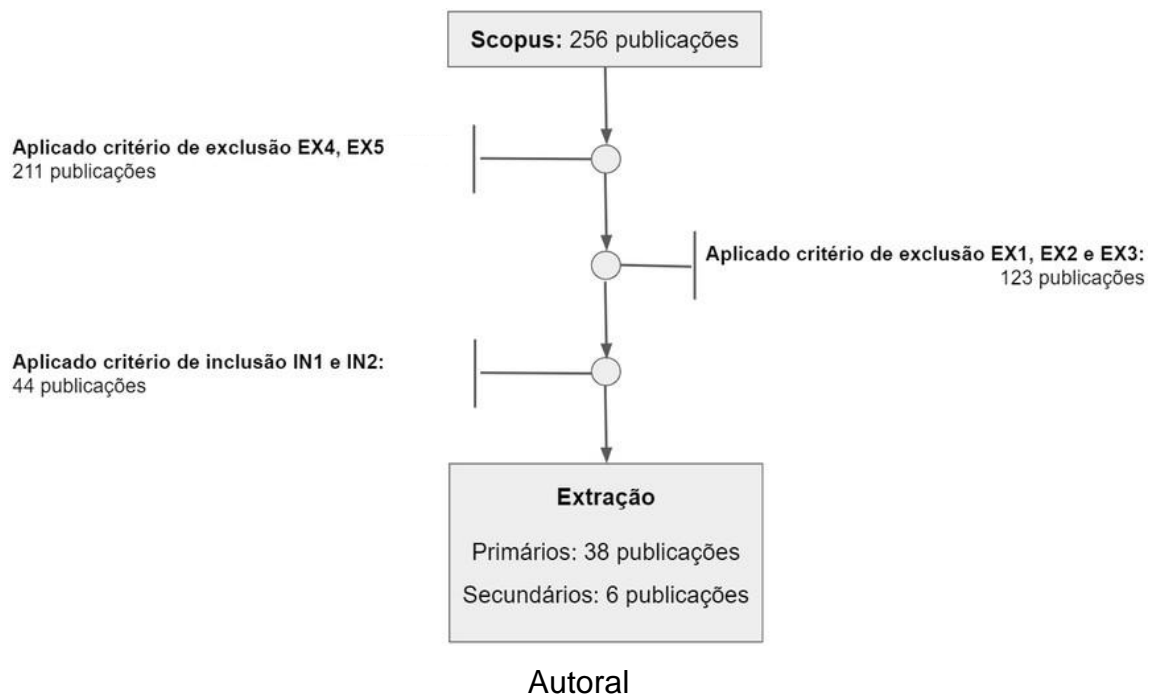 Scopus: 256 publicações
Aplicado critério de exclusão EX4, EX5
211 publicações
Aplicado critério de exclusão EX1, EX2 e EX3:
123 publicações
Aplicado critério de inclusão IN1 e IN2:
44 publicações
Extração
Primários: 38 publicações
Secundários: 6 publicações
Autoral